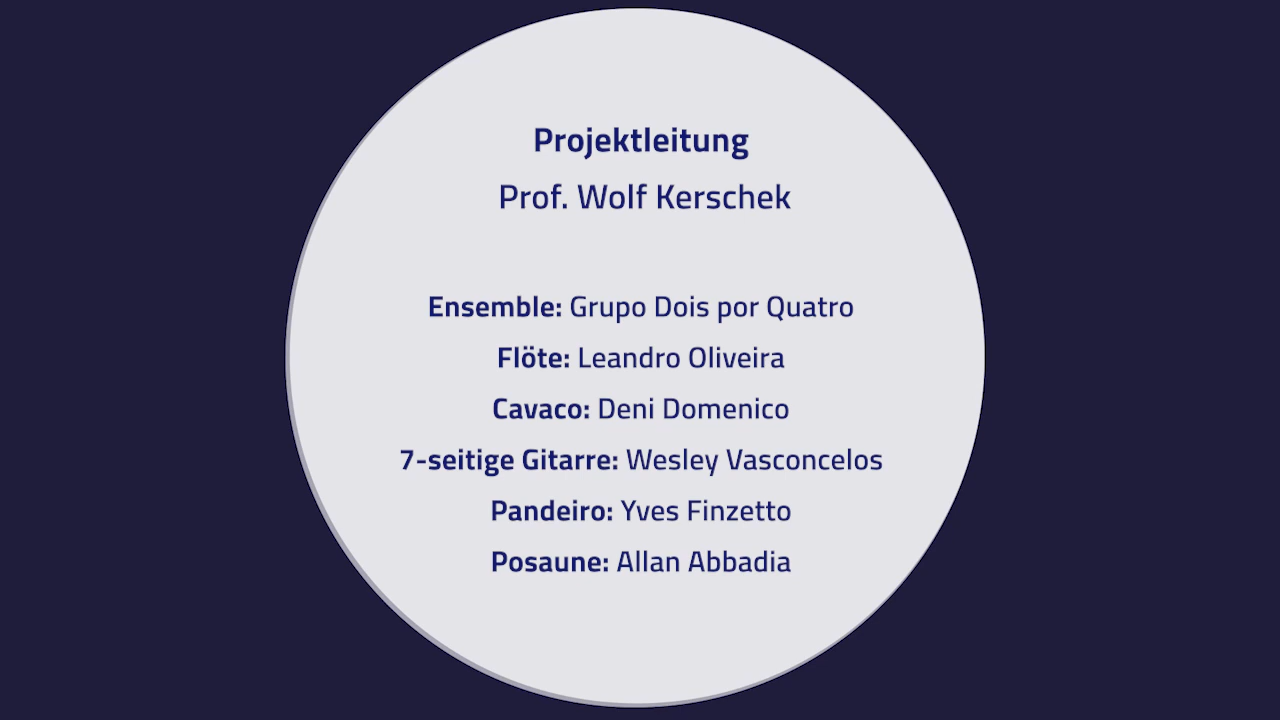 Projektleitung
Prof. Wolf Kerschek
Ensemble: Grupo Dois por Quatro
Flöte: Leandro Oliveira
Cavaco: Deni Domenico
7-seitige Gitarre: Wesley Vasconcelos
Pandeiro: Yves Finzetto
Posaune: Allan Abbadia